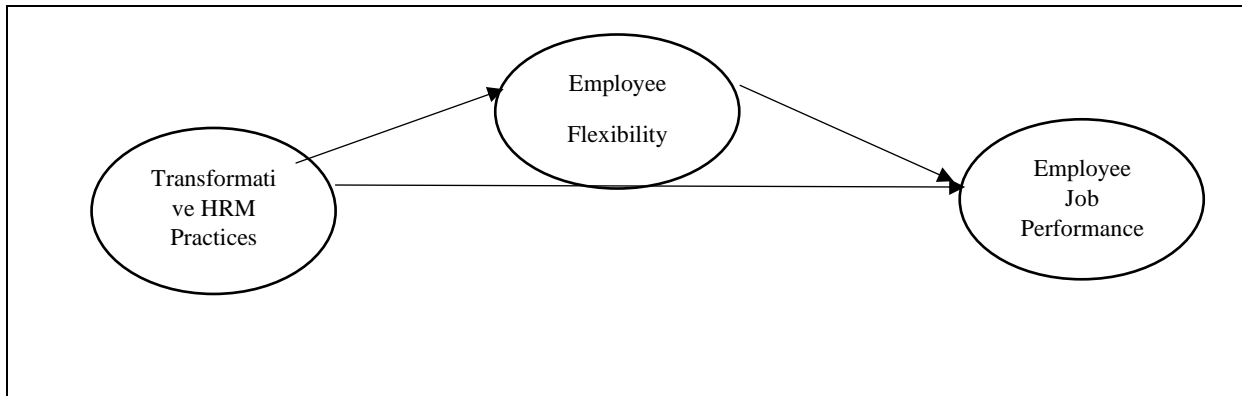 Employee
Flexibility
Transformati
ve HRM
Practices
Employee
Job
Performance